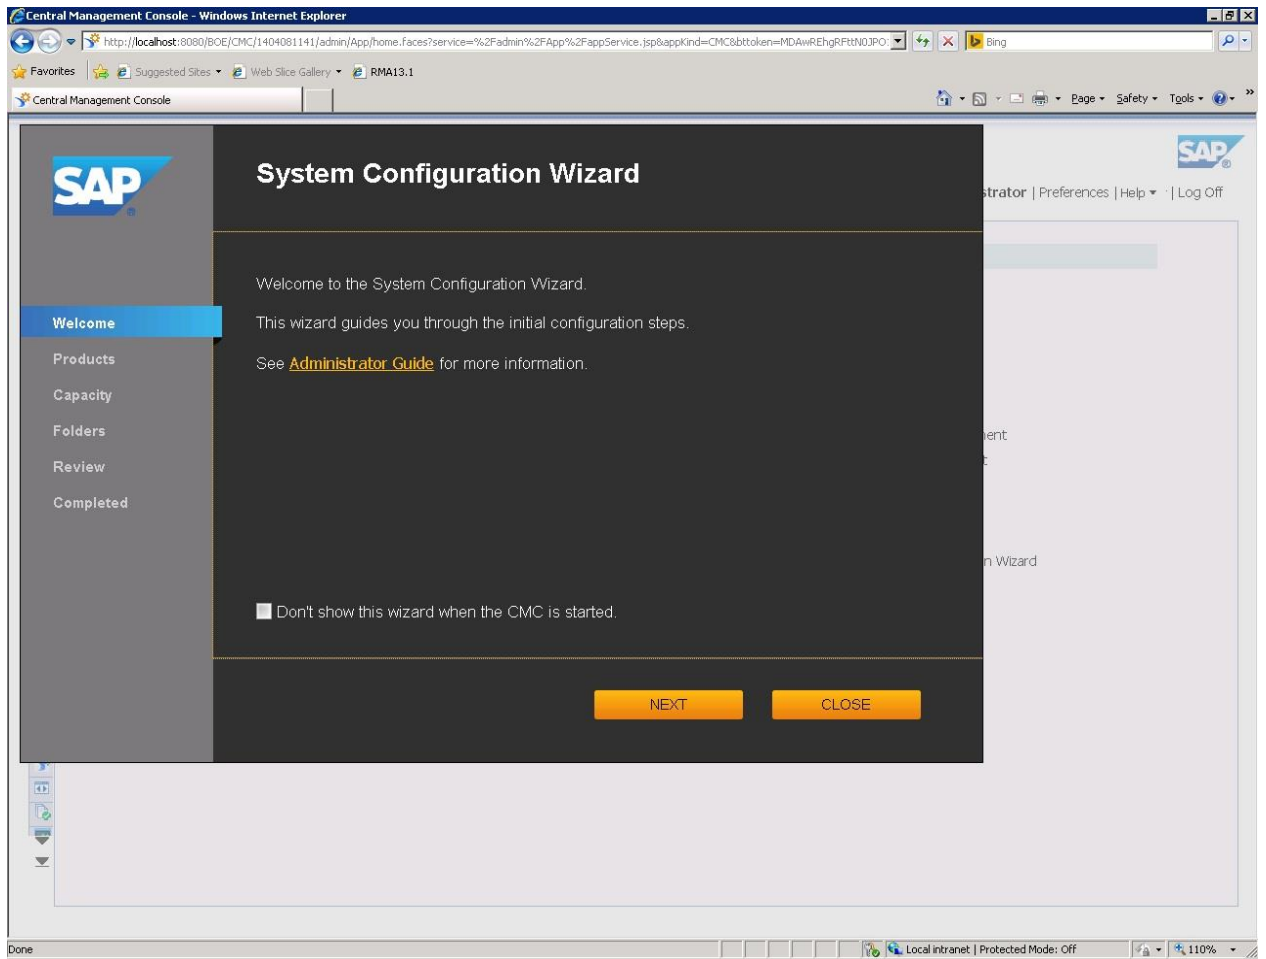 Central Management Console - Windows Internet Explorer
http://localhost:8080/BOE/CMC/1404081141/admin/App/home.faces?service=%2Fadmin%2FApp%2FappService.jsp&appKind=CMC&bttoken=MDAwREhgRFttN0JPO
Bing
Favorites Suggested Sites Web Slice Gallery RMA13.1
Central Management Console
Page Safety Tools
SAP
strator | Preferences | Help | Log Off
SAP
System Configuration Wizard
Welcome to the System Configuration Wizard.
This wizard guides you through the initial configuration steps.
See Administrator Guide for more information.
Welcome
Products
Capacity
Folders
Review
Completed
ent
t
n Wizard
Don't show this wizard when the CMC is started.
NEXT CLOSE
Done
Local intranet | Protected Mode: Off
110%